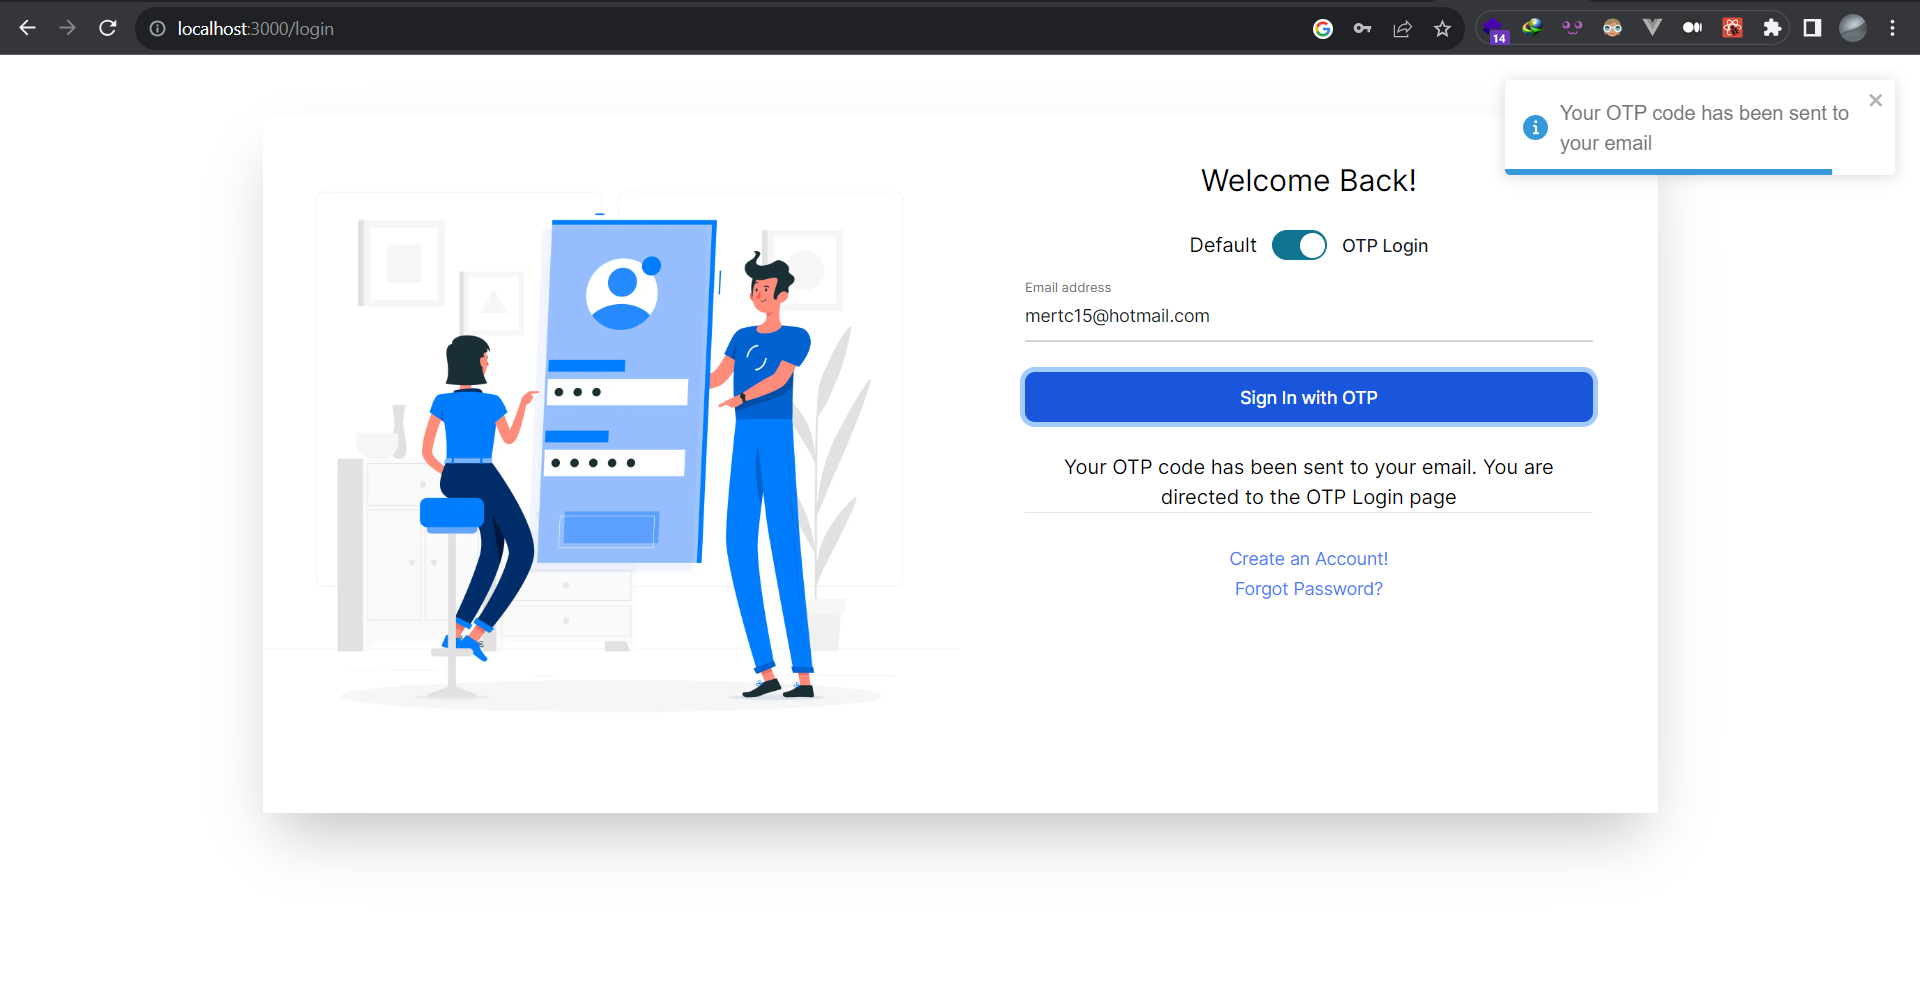 localhost:3000/login
14
Your OTP code has been sent to
your email
Welcome Back!
Default OTP Login
Email address
mertc15@hotmail.com
Sign In with OTP
Your OTP code has been sent to your email. You are
directed to the OTP Login page
Create an Account!
Forgot Password?